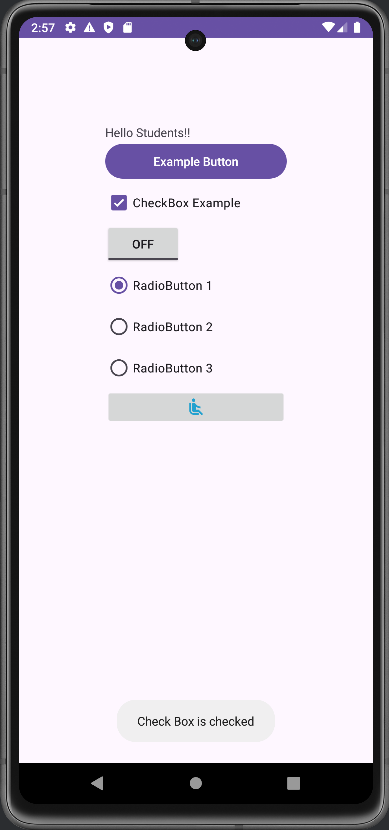 2:57
Hello Students!!
Example Button
CheckBox Example
OFF
RadioButton 1
RadioButton 2
RadioButton 3
Check Box is checked